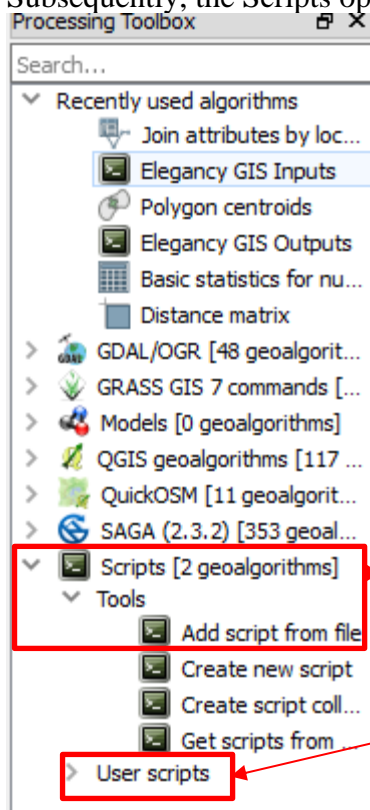 Subsequently, the Scripts op
Processing Toolbox
Search...
Recently used algorithms
Join attributes by loc...
Elegancy GIS Inputs
Polygon centroids
Elegancy GIS Outputs
Basic statistics for nu...
Distance matrix
GDAL/OGR [48 geoalgorit...
GRASS GIS 7 commands [...
Models [0 geoalgorithms]
QGIS geoalgorithms [117 ...
QuickOSM [11 geoalgorit...
SAGA (2.3.2) [353 geoal...
Scripts [2 geoalgorithms]
Tools
Add script from file
Create new script
Create script coll...
Get scripts from ...
User scripts